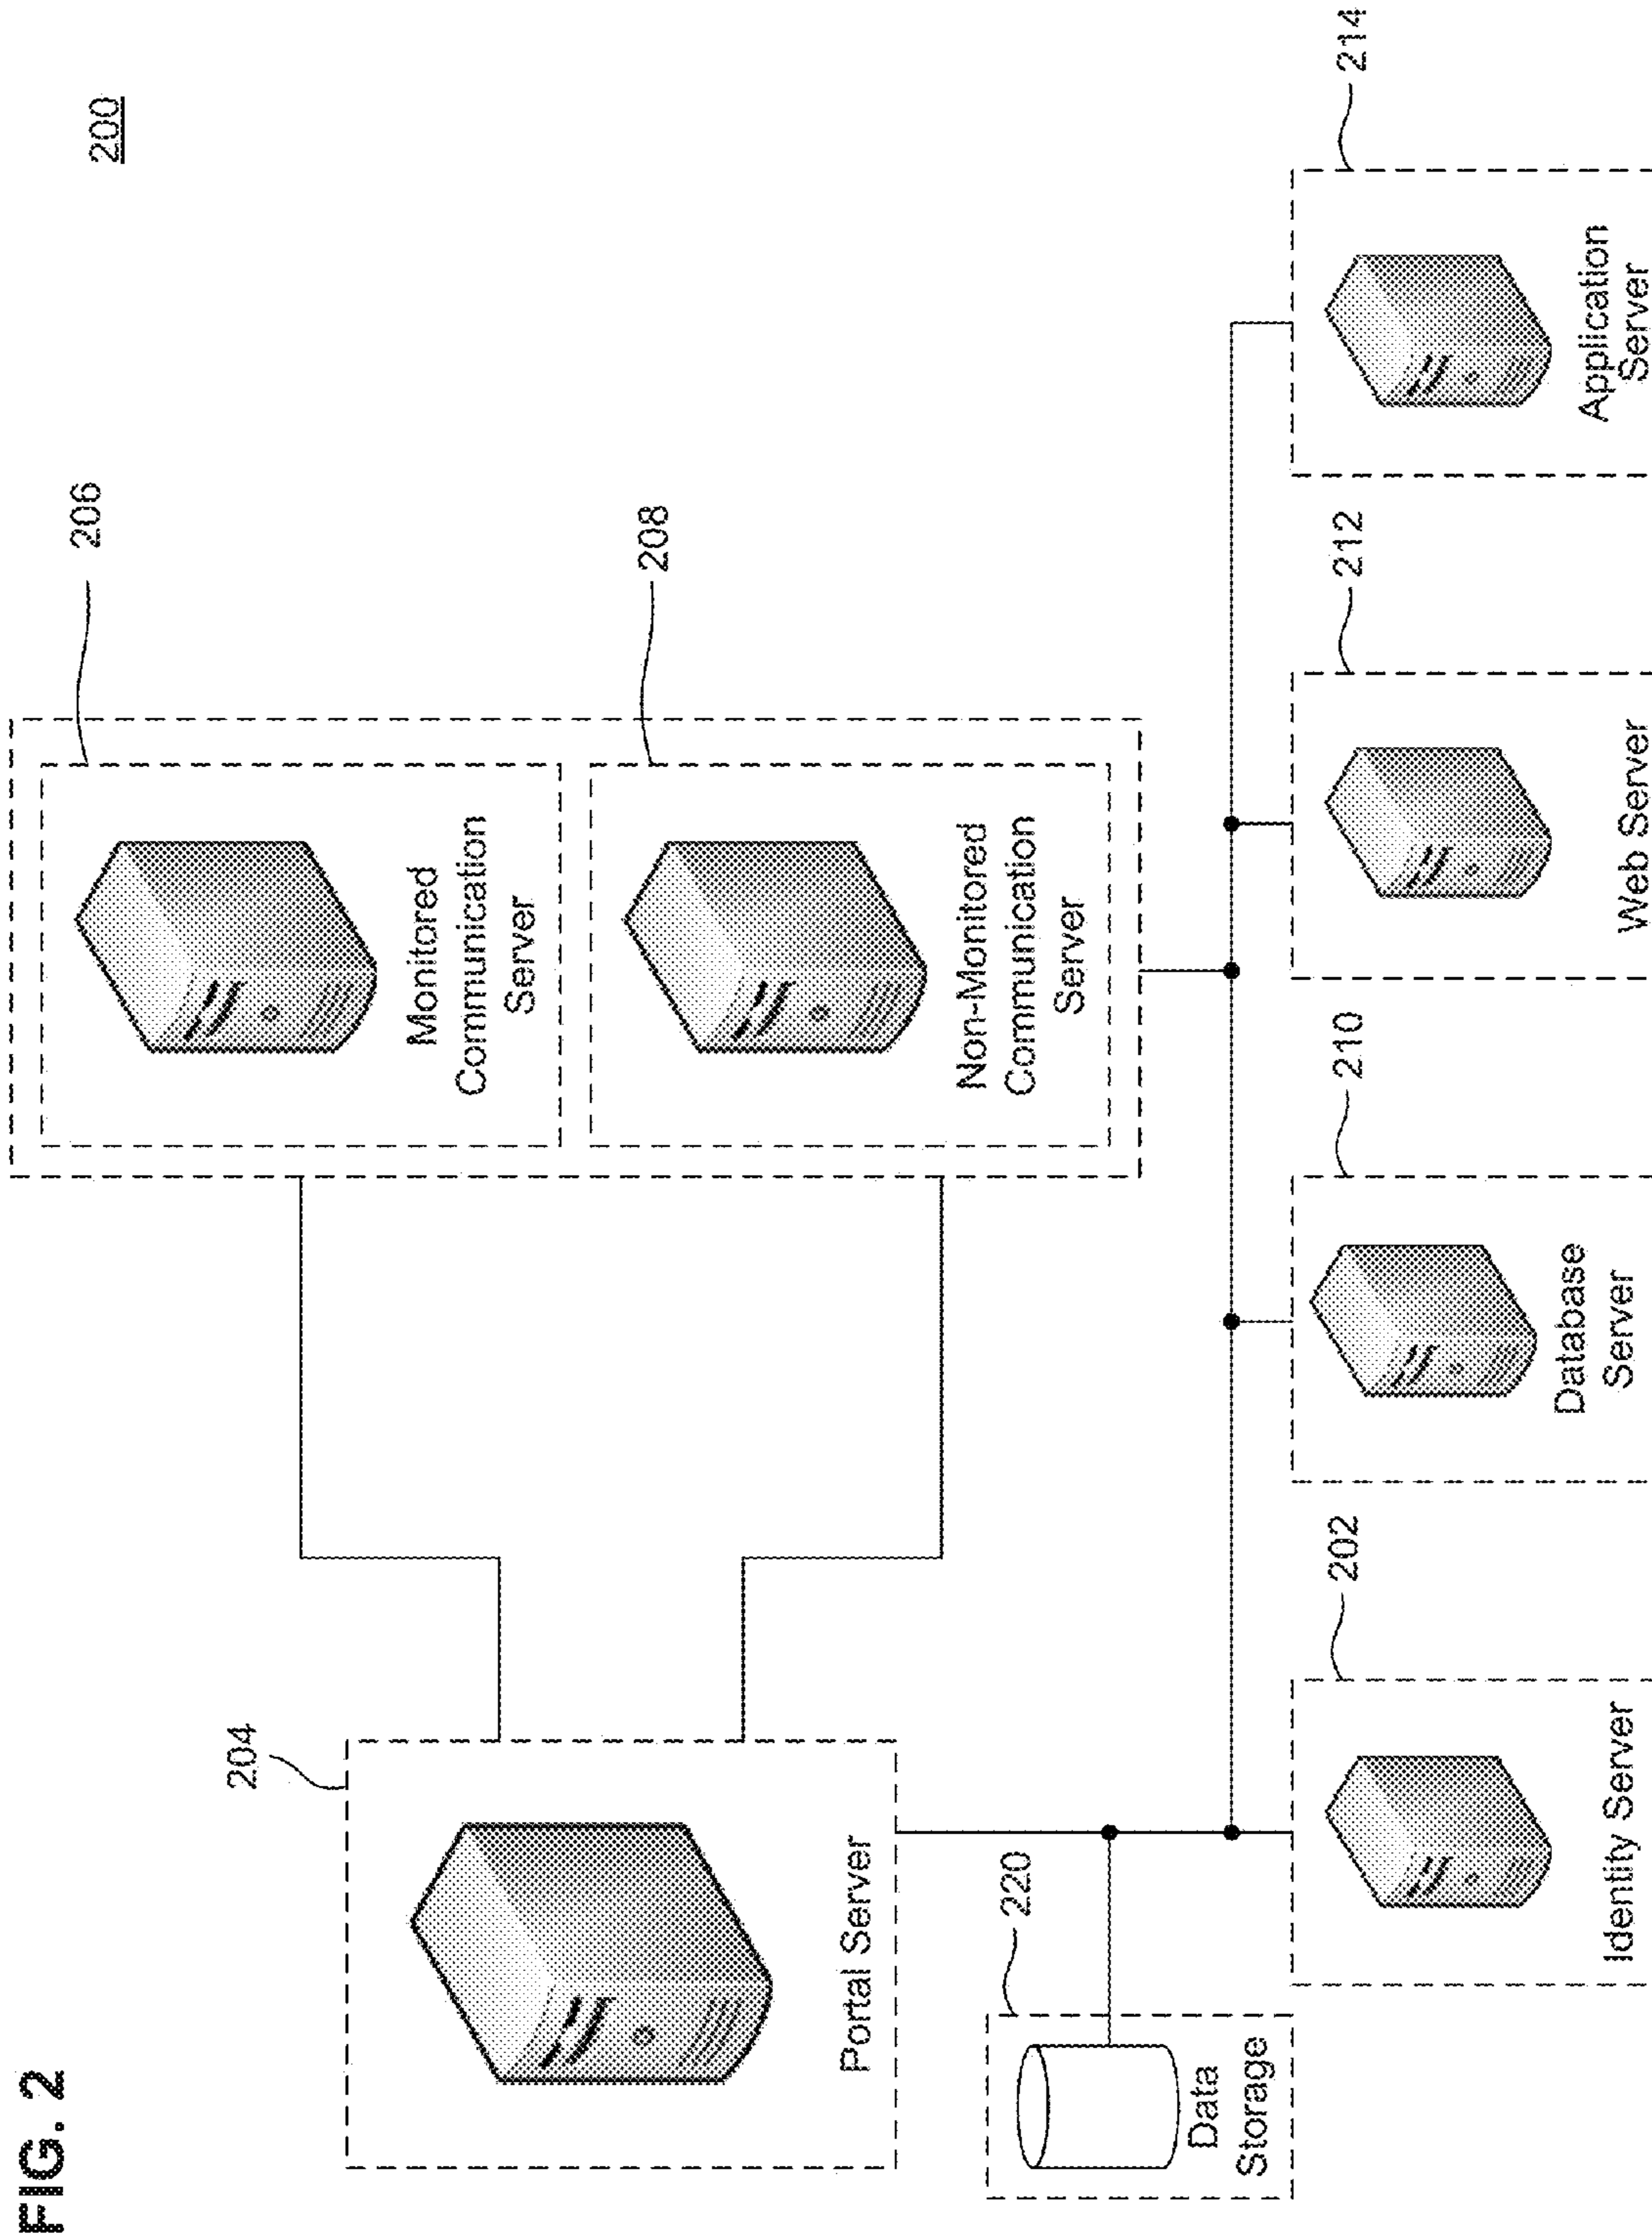 FIG. 2
200
204
Portal Server
206
Monitored
Communication
Server
208
Non-Monitored
Communication
Server
220
Data
Storage
202
Identity Server
210
Database
Server
212
Web Server
214
Application
Server